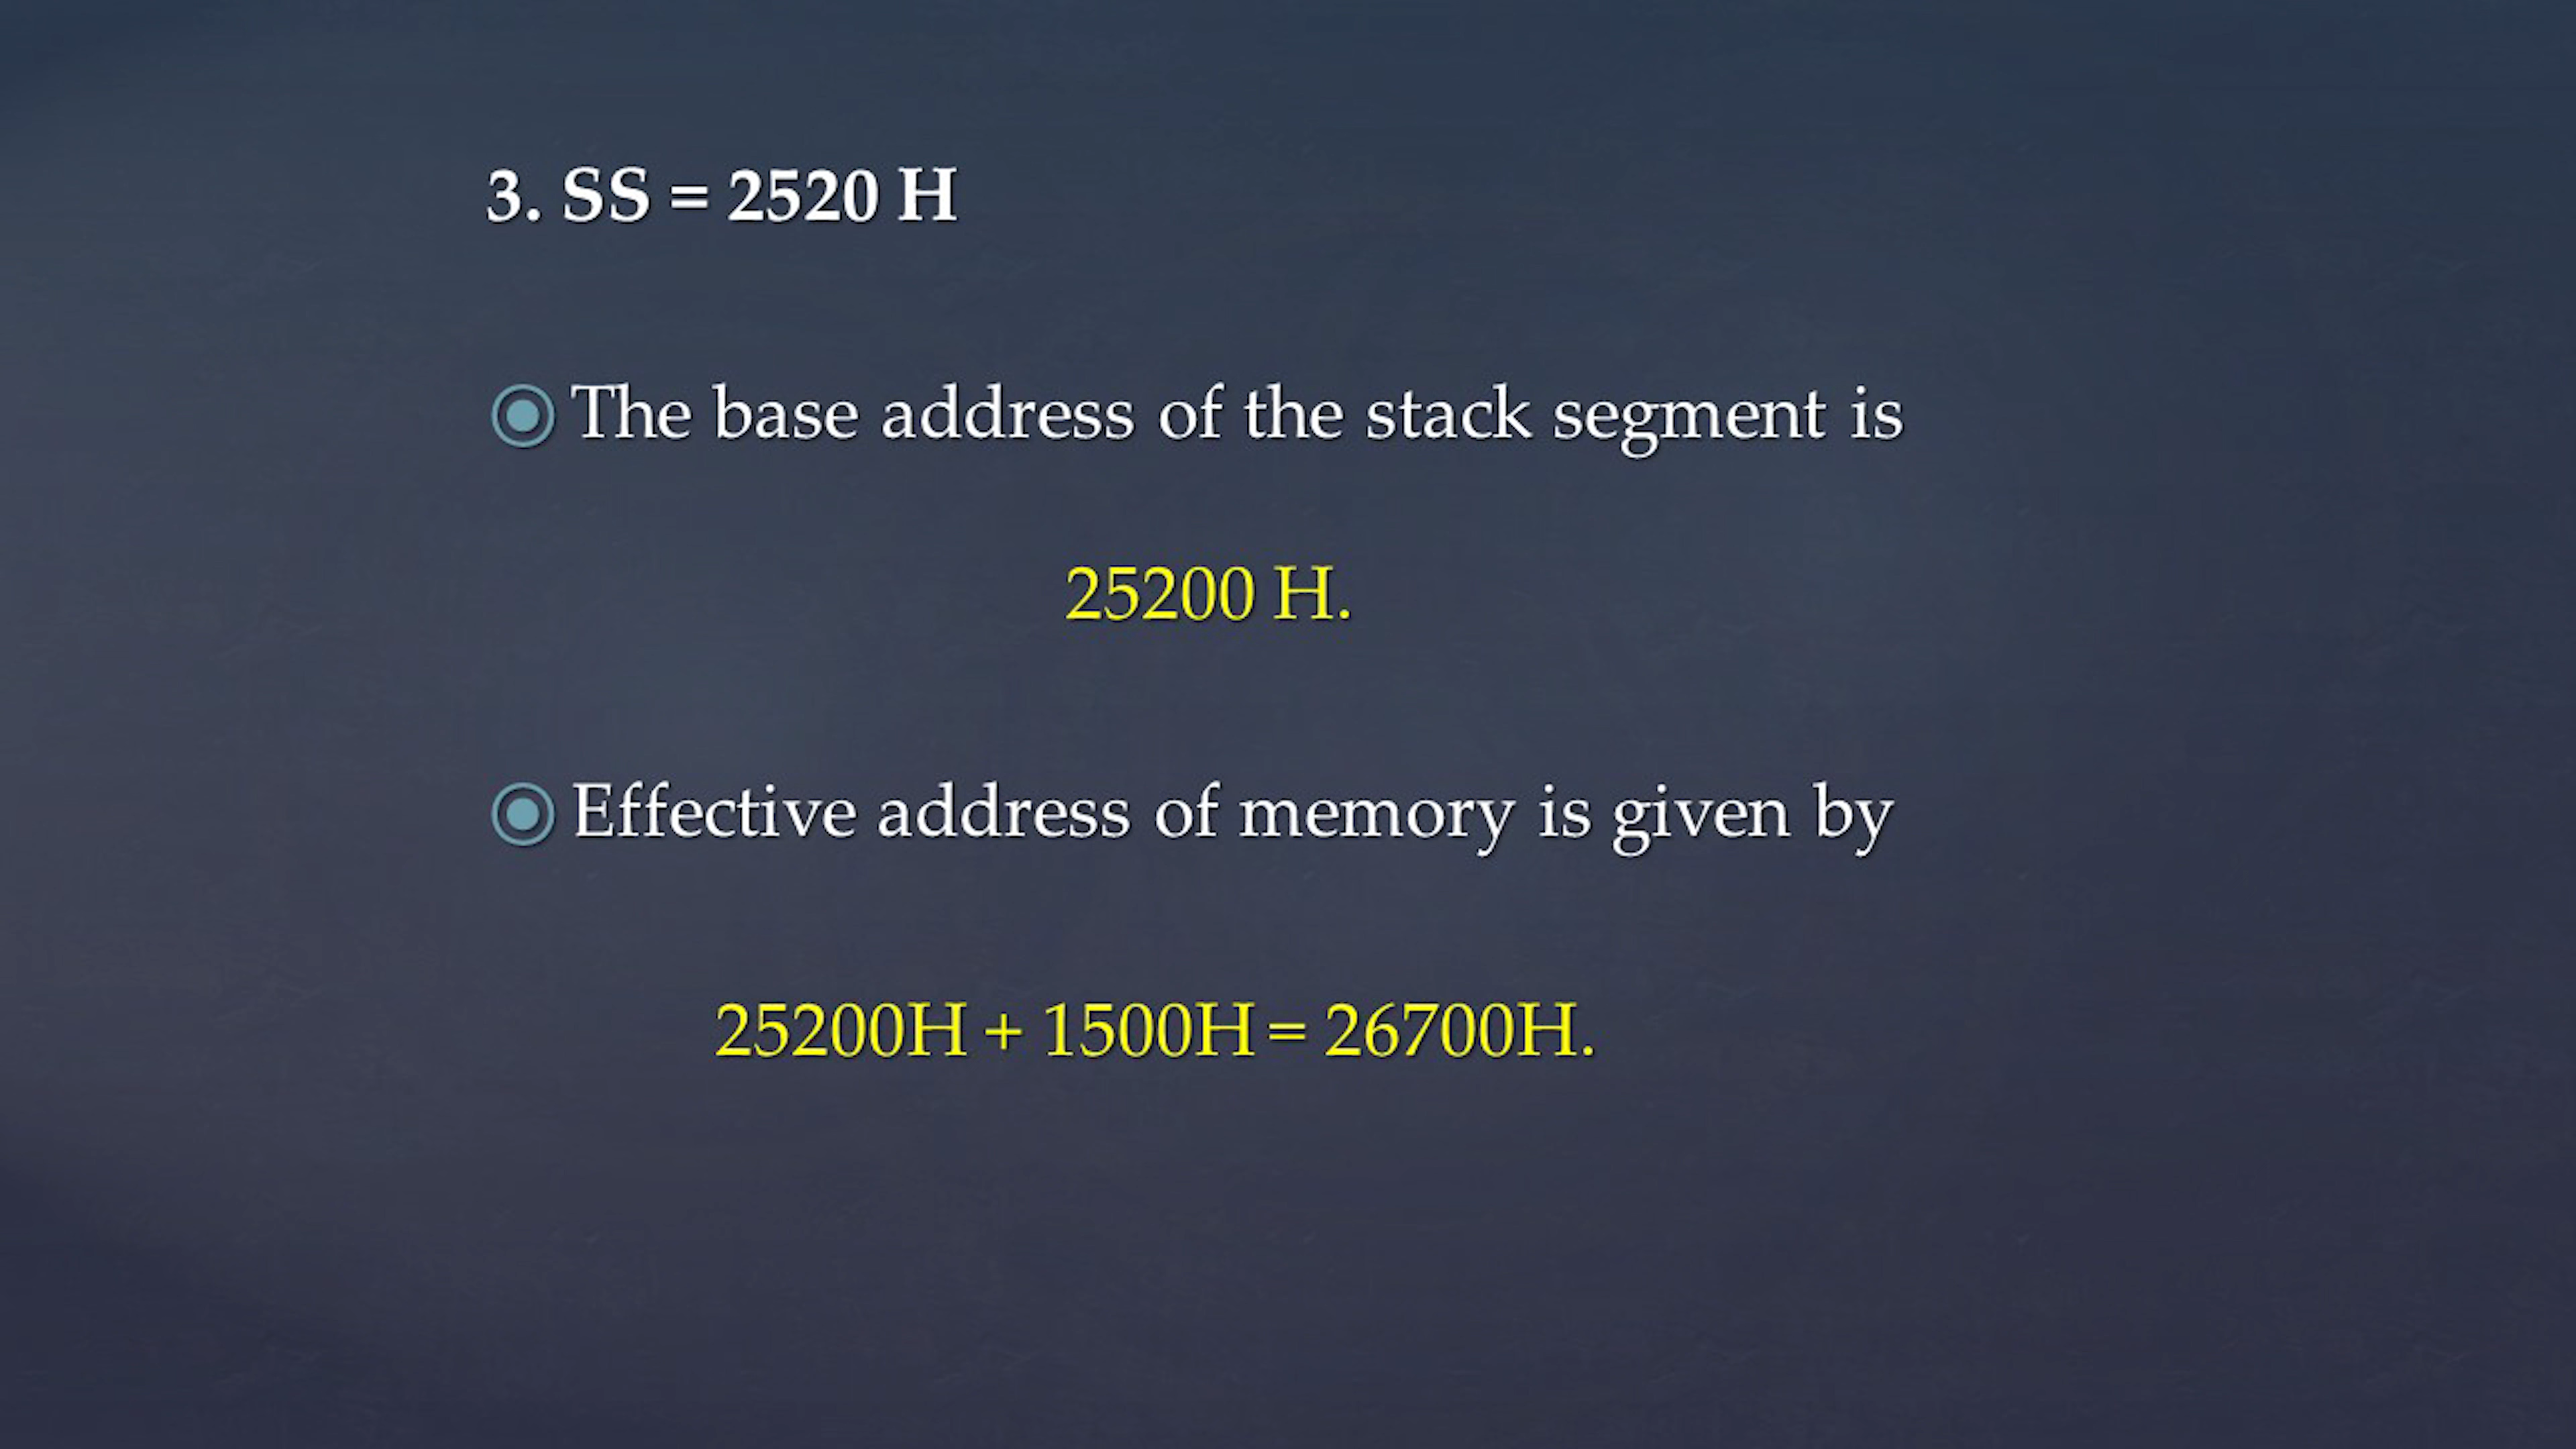 3. SS = 2520 H
The base address of the stack segment is
25200 H.
Effective address of memory is given by
25200H + 1500H = 26700H.